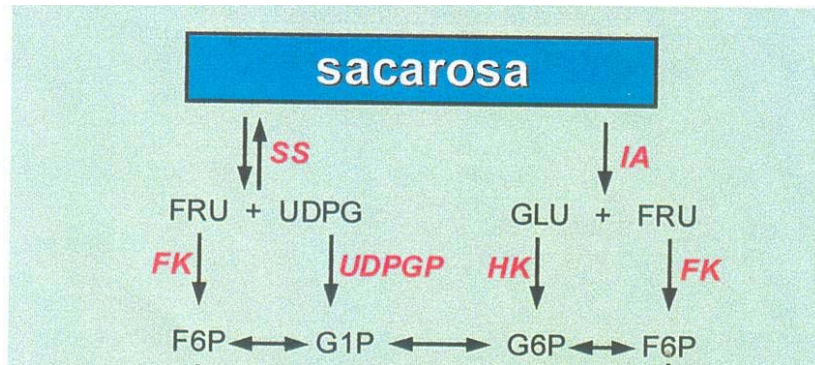 sacarosa
SS IA
FRU + UDPG GLU + FRU
FK UDPGP HK FK
F6P G1P G6P F6P